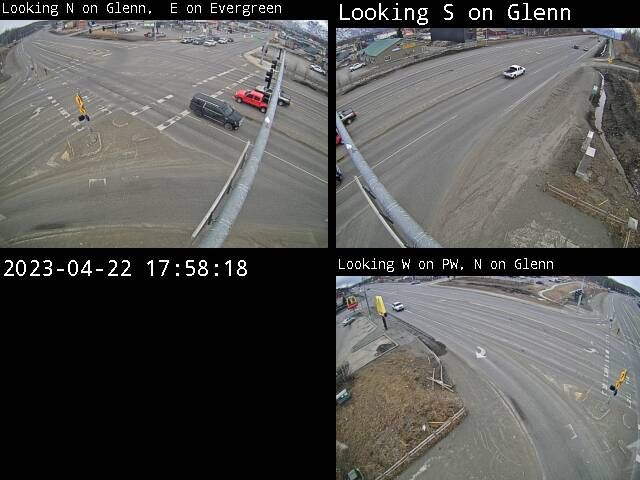 Looking N on Glenn,  E on Evergreen
Looking S on Glenn
2023-04-22 17:58:18
Looking W on PW, N on Glenn